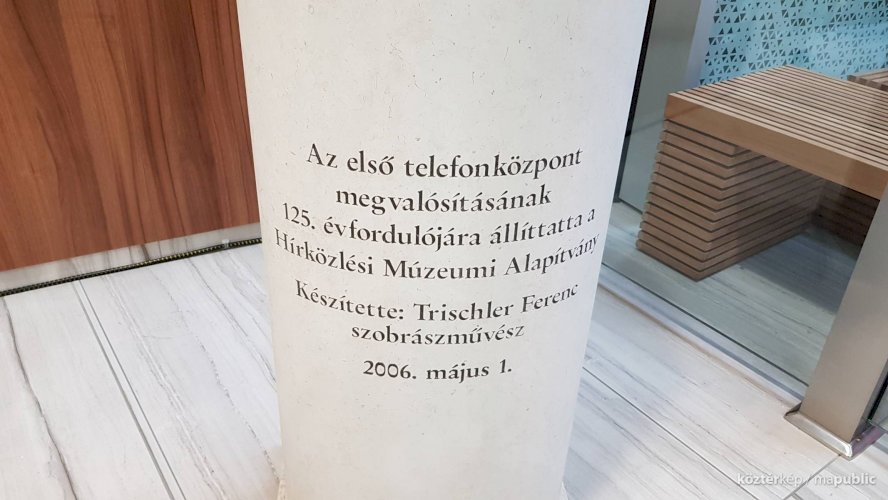 Az első telefonközpont
megvalósításának
125. évfordulójára állíttatta a
Hírközlési Múzeumi Alapítvány
Készítette: Trischler Ferenc
szobrászművész
2006. május 1.
köztérkép / mapublic